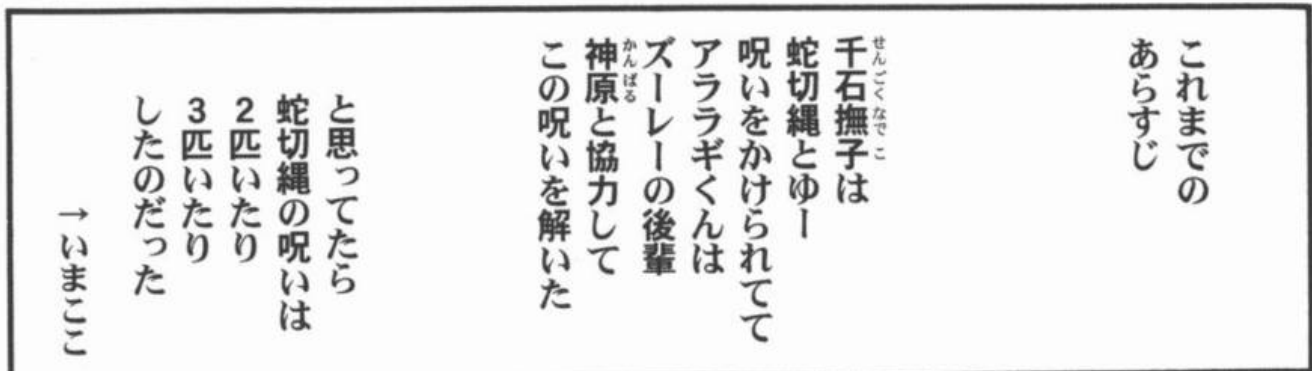 これまでの
あらすじ
千石撫子は
蛇切縄とゆー
呪いをかけられてて
アララギくんは
ズーレーの後輩
神原と協力して
この呪いを解いた
と思ってたら
蛇切縄の呪いは
2匹いたり
3匹いたり
したのだった
→いまここ